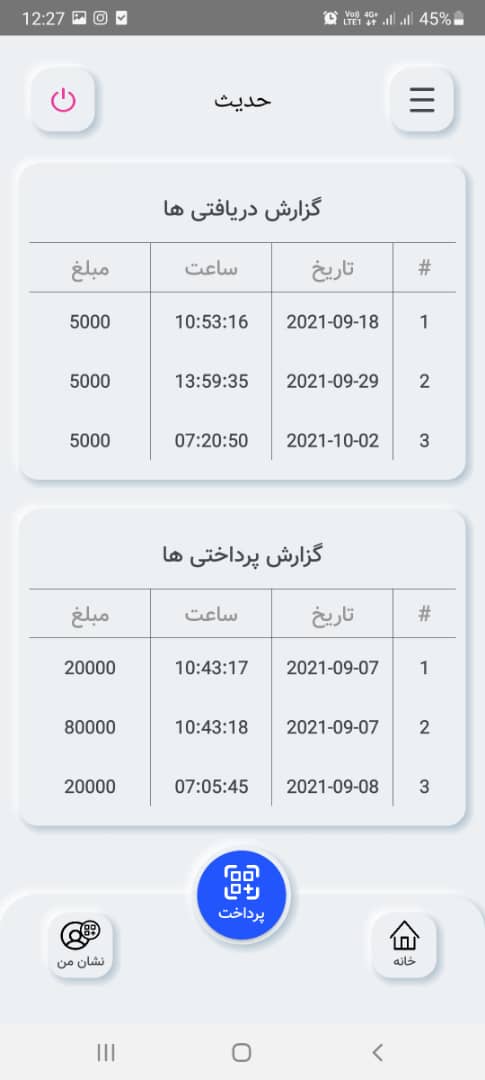 12:27 Vo)) LTE1 4G+ 45%
حدیث
گزارش دریافتی ها
# تاریخ ساعت مبلغ
1 2021-09-18 10:53:16 5000
2 2021-09-29 13:59:35 5000
3 2021-10-02 07:20:50 5000
گزارش پرداختی ها
# تاریخ ساعت مبلغ
1 2021-09-07 10:43:17 20000
2 2021-09-07 10:43:18 80000
3 2021-09-08 07:05:45 20000
پرداخت
خانه
نشان من